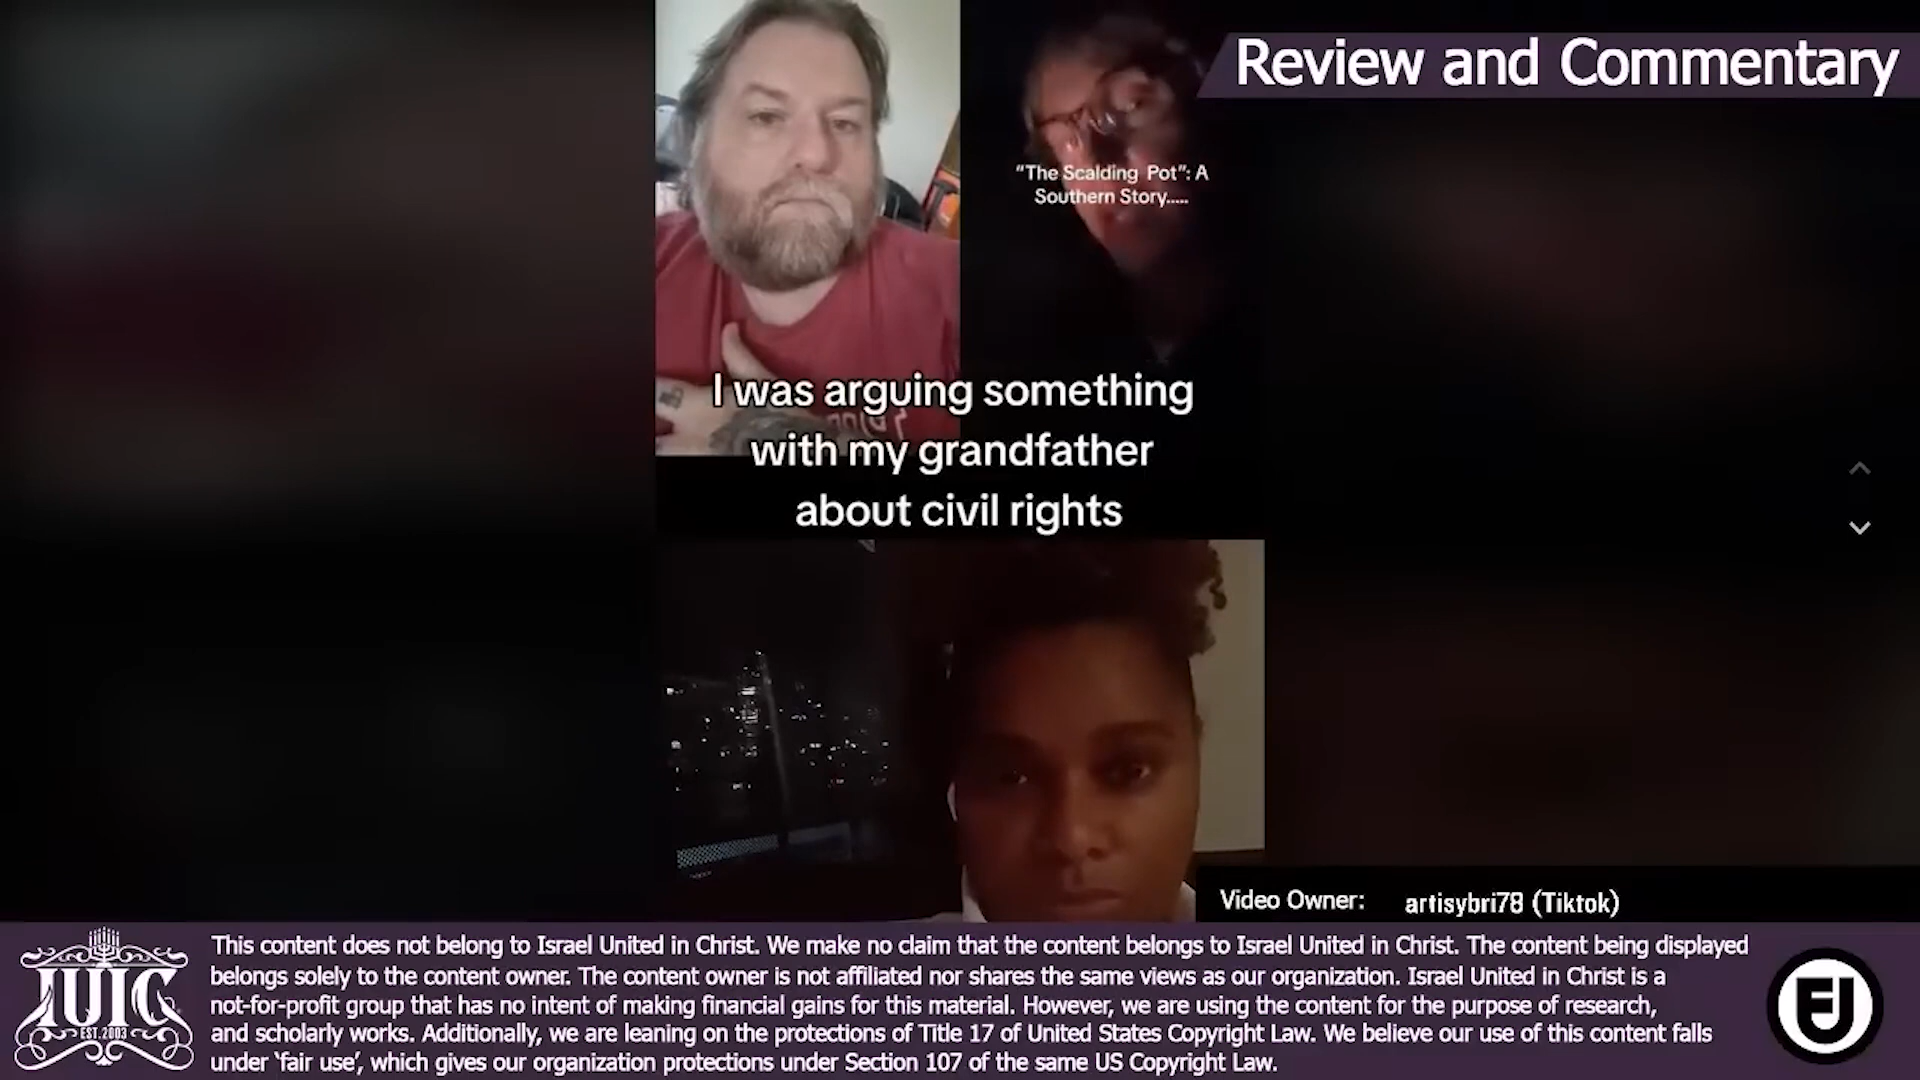 Review and Commentary
"The Scalding Pot": A
Southern Story.....
I was arguing something
with my grandfather
about civil rights
Video Owner: artisybri78 (Tiktok)
IUIC
EST. 2003
This content does not belong to Israel United in Christ. We make no claim that the content belongs to Israel United in Christ. The content being displayed
belongs solely to the content owner. The content owner is not affiliated nor shares the same views as our organization. Israel United in Christ is a
not-for-profit group that has no intent of making financial gains for this material. However, we are using the content for the purpose of research,
and scholarly works. Additionally, we are leaning on the protections of Title 17 of United States Copyright Law. We believe our use of this content falls
under 'fair use', which gives our organization protections under Section 107 of the same US Copyright Law.